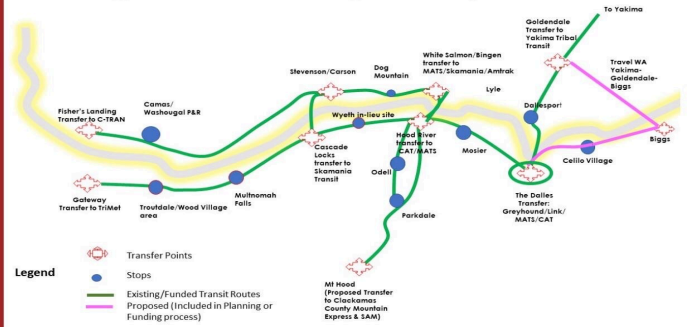 To Yakima
Goldendale
Transfer to
Yakima Tribal
Transit
White Salmon/Bingen
transfer to
MATS/Skamania/Amtrak
Travel WA
Yakima-
Goldendale-
Biggs
Dog
Mountain
Stevenson/Carson
Lyle
Camas/
Washougal P&R
Fisher's Landing
Transfer to C-TRAN
Wyeth in-lieu site
Dallesport
Hood River
transfer to
CAT/MATS
Biggs
Cascade
Locks
transfer to
Skamania
Transit
Mosier
Celilo Village
Odell
Gateway
Transfer to TriMet
Troutdale/Wood Village
area
Multnomah
Falls
The Dalles
Transfer:
Greyhound/Link/
MATS/CAT
Parkdale
Mt Hood
(Proposed Transfer
to Clackamas
County Mountain
Express & SAM)
Legend
Transfer Points
Stops
Existing/Funded Transit Routes
Proposed (Included in Planning or
Funding process)